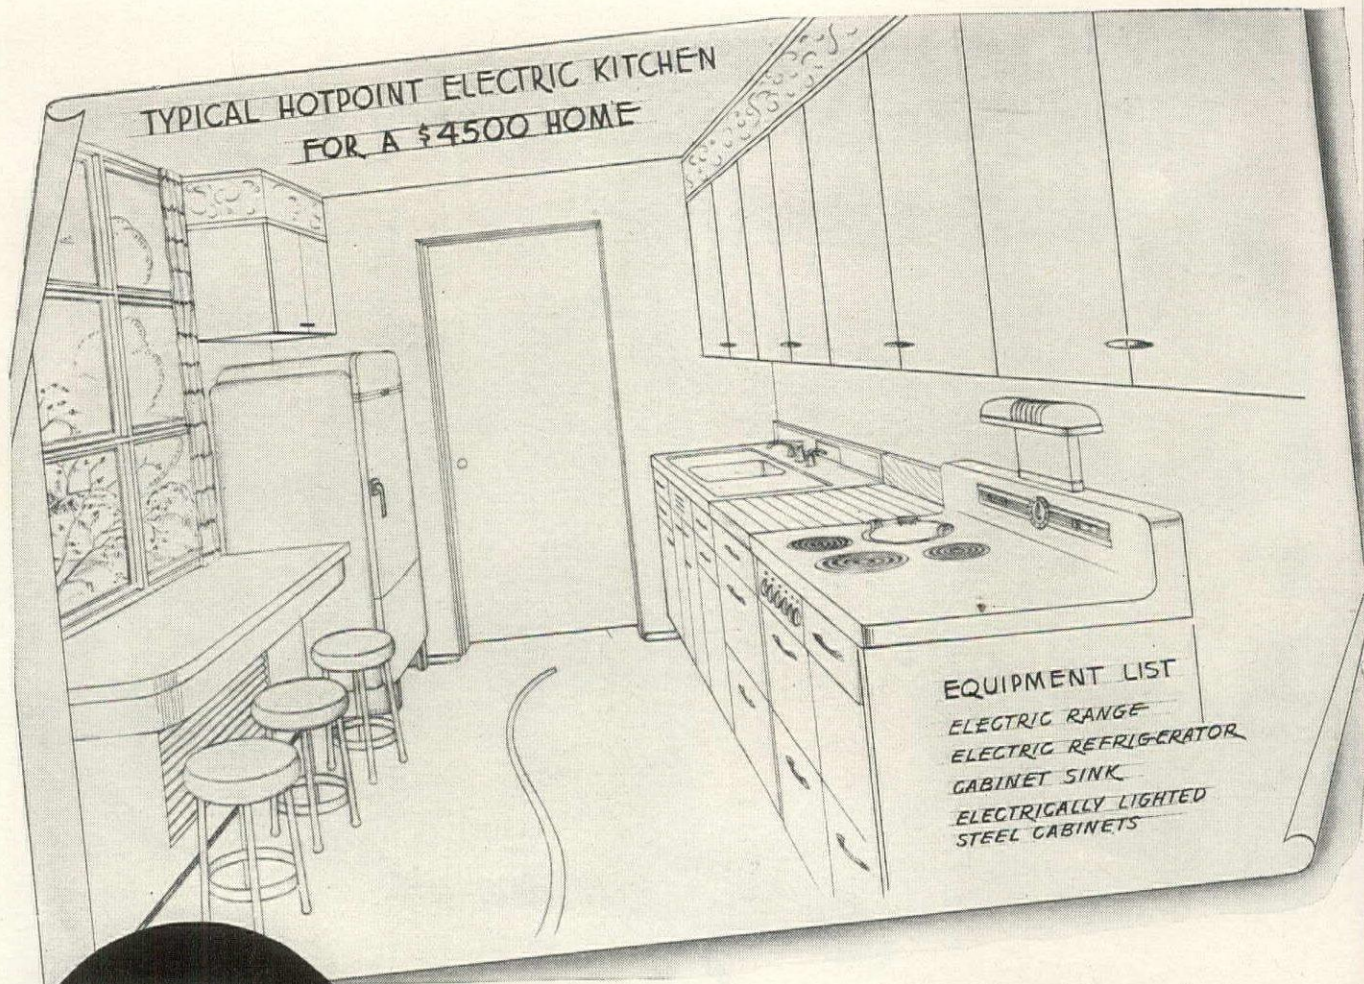 TYPICAL HOTPOINT ELECTRIC KITCHEN
FOR A $4500 HOME
EQUIPMENT LIST
ELECTRIC RANGE
ELECTRIC REFRIGERATOR
CABINET SINK
ELECTRICALLY LIGHTED
STEEL CABINETS